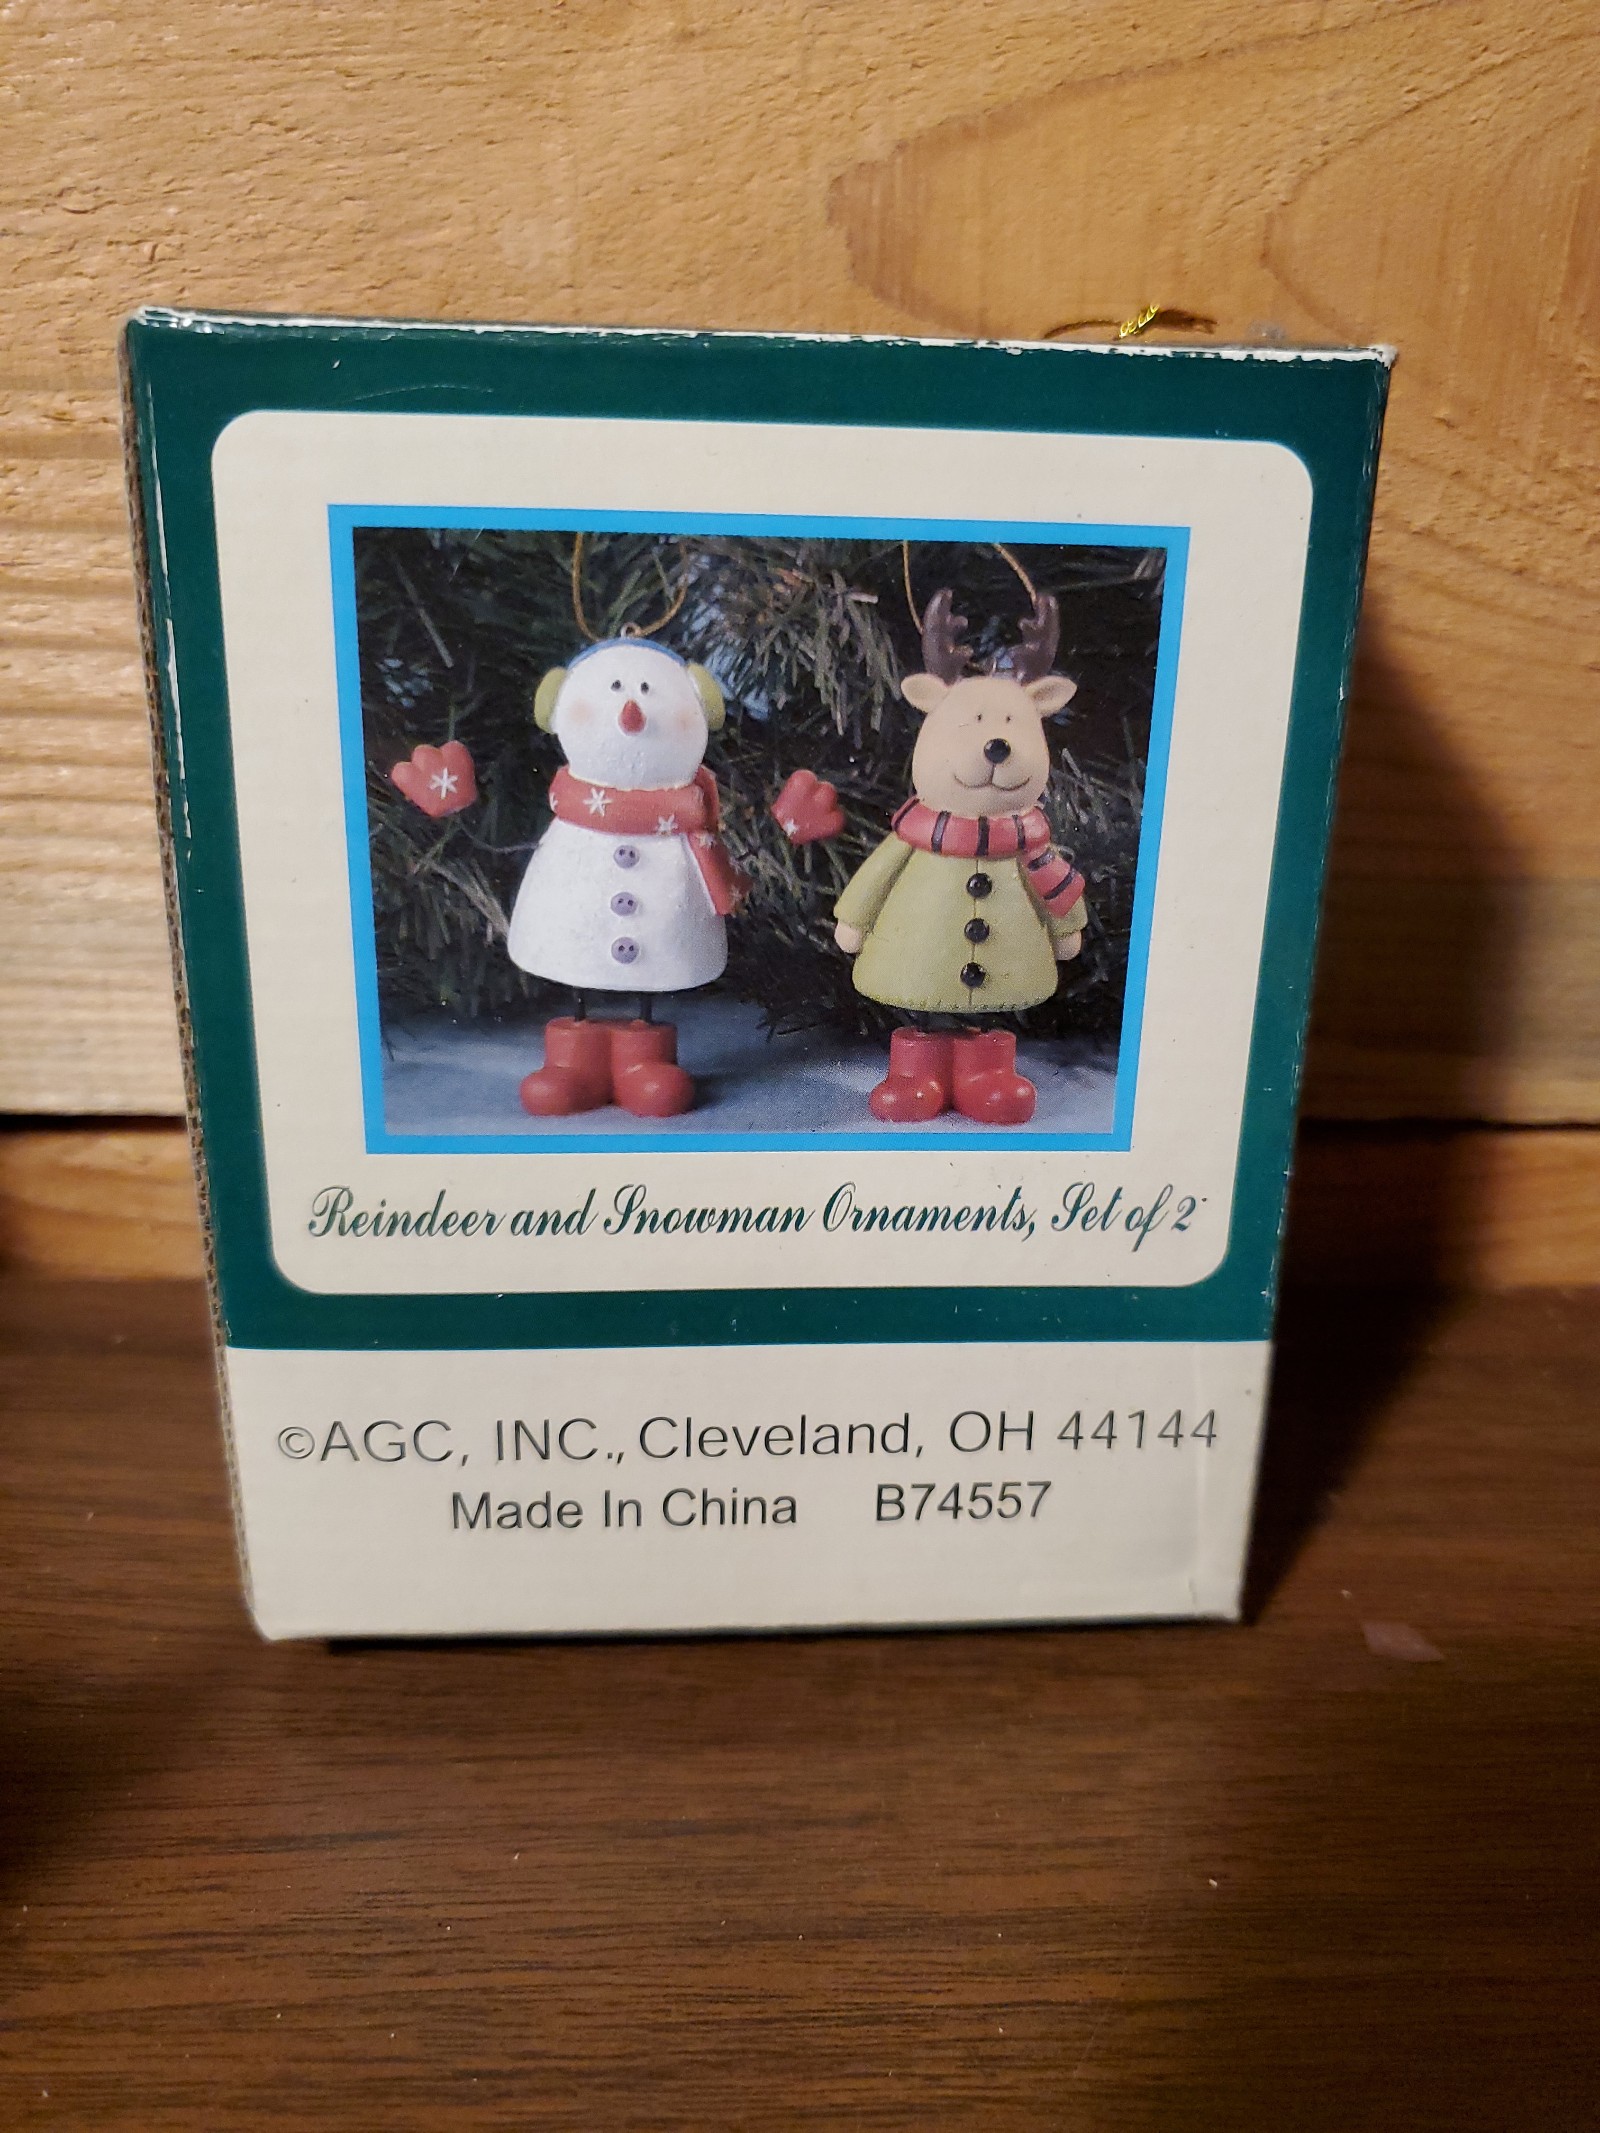 Reindeer and Snowman Ornaments, Set of 2
©AGC, INC., Cleveland, OH 44144
Made In China B74557